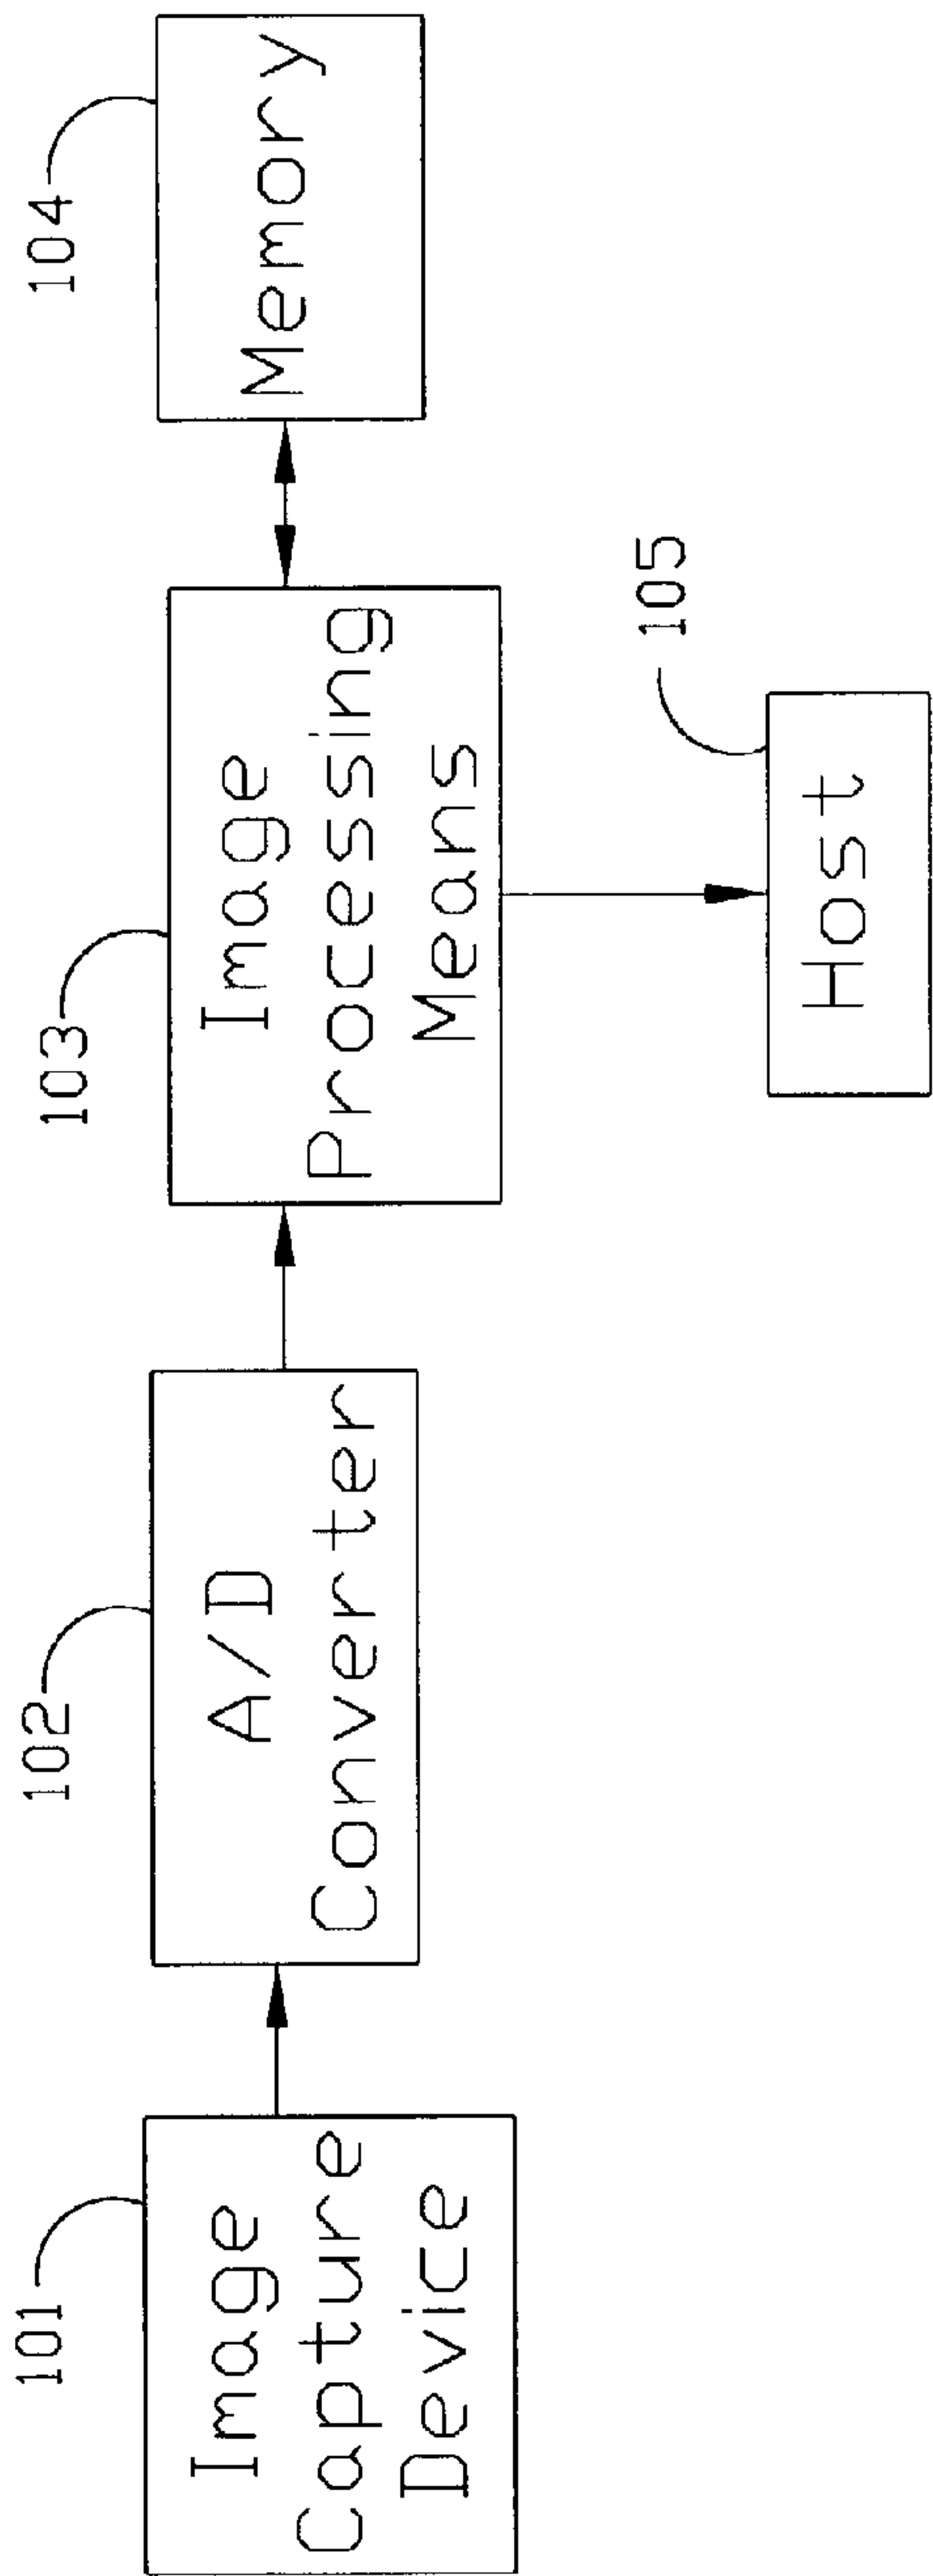 101
Image
Capture
Device
102
A/D
Converter
103
Image
Processing
Means
104
Memory
105
Host